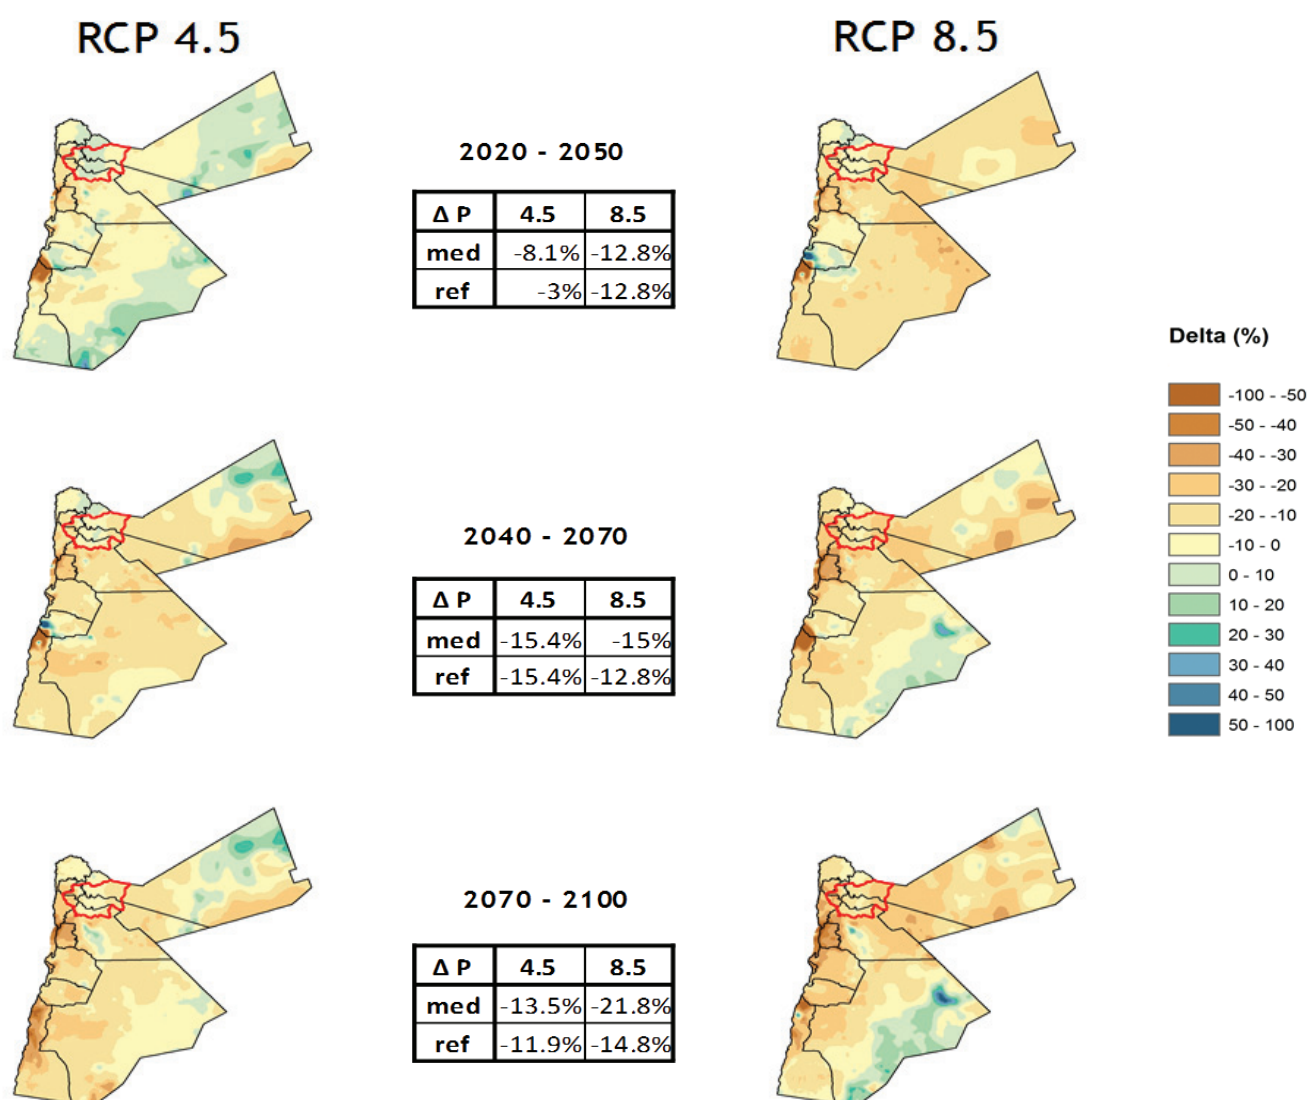 RCP 4.5
RCP 8.5
2020 - 2050
Δ P 4.5 8.5
med -8.1% -12.8%
ref -3% -12.8%
Delta (%)
-100 - -50
-50 - -40
-40 - -30
-30 - -20
-20 - -10
-10 - 0
0 - 10
10 - 20
20 - 30
30 - 40
40 - 50
50 - 100
2040 - 2070
Δ P 4.5 8.5
med -15.4% -15%
ref -15.4% -12.8%
2070 - 2100
Δ P 4.5 8.5
med -13.5% -21.8%
ref -11.9% -14.8%